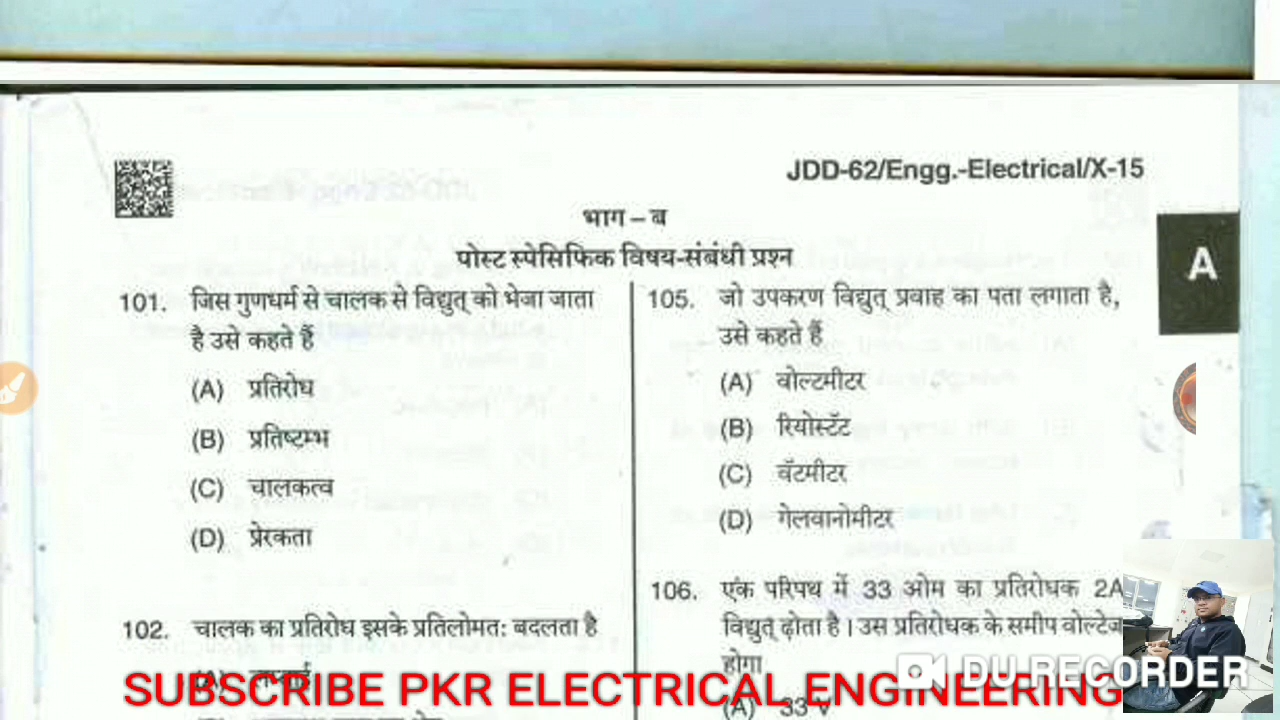 JDD-62/Engg.-Electrical/X-15
भाग – ब
पोस्ट स्पेसिफिक विषय-संबंधी प्रश्न
A
101. जिस गुणधर्म से चालक से विद्युत् को भेजा जाता
है उसे कहते हैं
(A) प्रतिरोध
(B) प्रतिष्टम्भ
(C) चालकत्व
(D) प्रेरकता
102. चालक का प्रतिरोध इसके प्रतिलोमत: बदलता है
(A) लम्बाई
105. जो उपकरण विद्युत् प्रवाह का पता लगाता है,
उसे कहते हैं
(A) वोल्टमीटर
(B) रियोस्टॅट
(C) वॅटमीटर
(D) गेलवानोमीटर
106. एक परिपथ में 33 ओम का प्रतिरोधक 2A
विद्युत् ढ़ोता है । उस प्रतिरोधक के समीप वोल्टेज
होगा
(A) 33 V
DU RECORDER
SUBSCRIBE PKR ELECTRICAL ENGINEERING